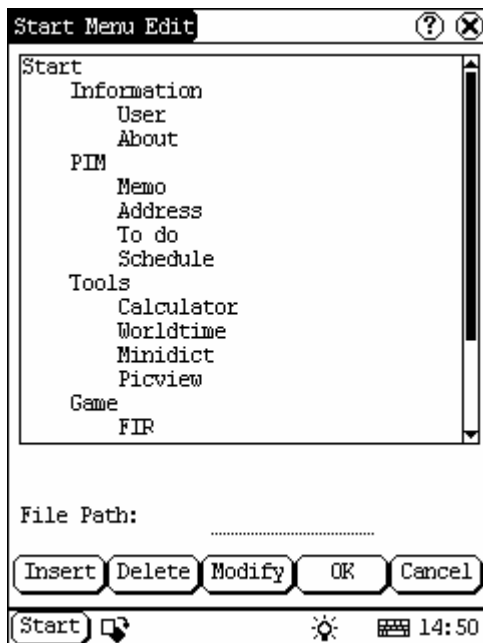 Start Menu Edit ?
Start
Information
User
About
PIM
Memo
Address
To do
Schedule
Tools
Calculator
Worldtime
Minidict
Picview
Game
FIR
File Path:
Insert Delete Modify OK Cancel
Start 14:50